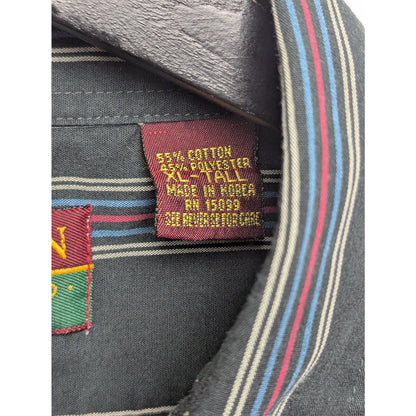 55% COTTON
45% POLYESTER
XL-TALL
MADE IN KOREA
RN 15099
SEE REVERSE FOR CARE
N